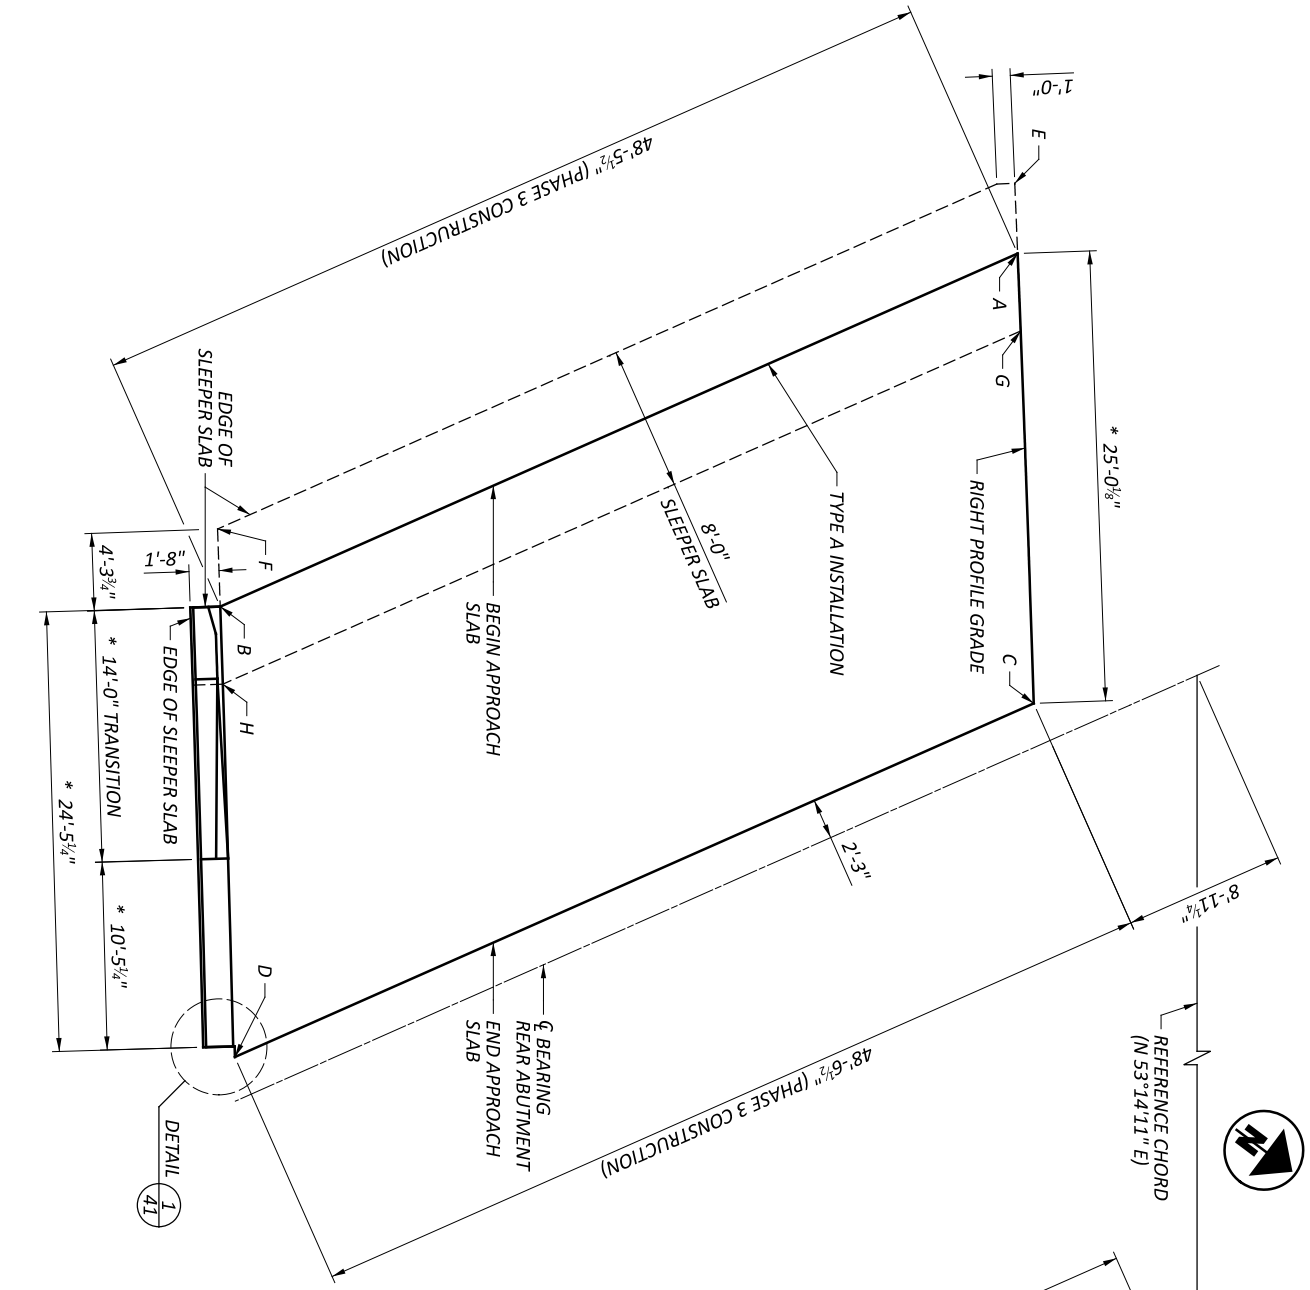 48'-5½" (PHASE 3 CONSTRUCTION)
1'-0"
E
A
G
* 25'-0⅛"
RIGHT PROFILE GRADE
C
TYPE A INSTALLATION
8'-0"
SLEEPER SLAB
BEGIN APPROACH
SLAB
EDGE OF
SLEEPER SLAB
F
1'-8"
4'-3¾"
B
H
EDGE OF SLEEPER SLAB
* 14'-0" TRANSITION
* 24'-5¼"
* 10'-5¼"
D
DETAIL
1
41
2'-3"
8'-11¼"
48'-6½" (PHASE 3 CONSTRUCTION)
℄ BEARING
REAR ABUTMENT
END APPROACH
SLAB
REFERENCE CHORD
(N 53°14'11" E)
N